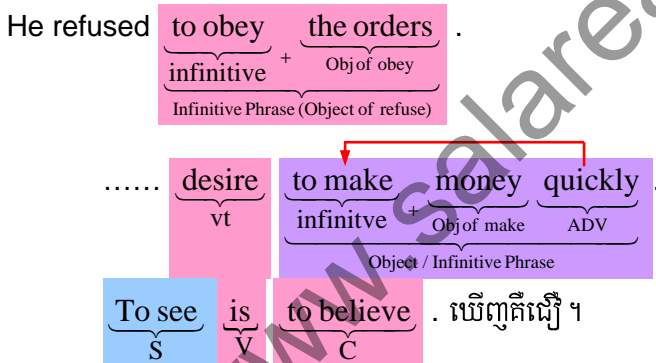 He refused to obey the orders .
infinitive + Obj of obey
Infinitive Phrase (Object of refuse)
...... desire to make money quickly .
vt infinitve + Obj of make ADV
Object / Infinitive Phrase
To see is to believe . ឃើញគឺជឿ ។
S V C
www.salarea